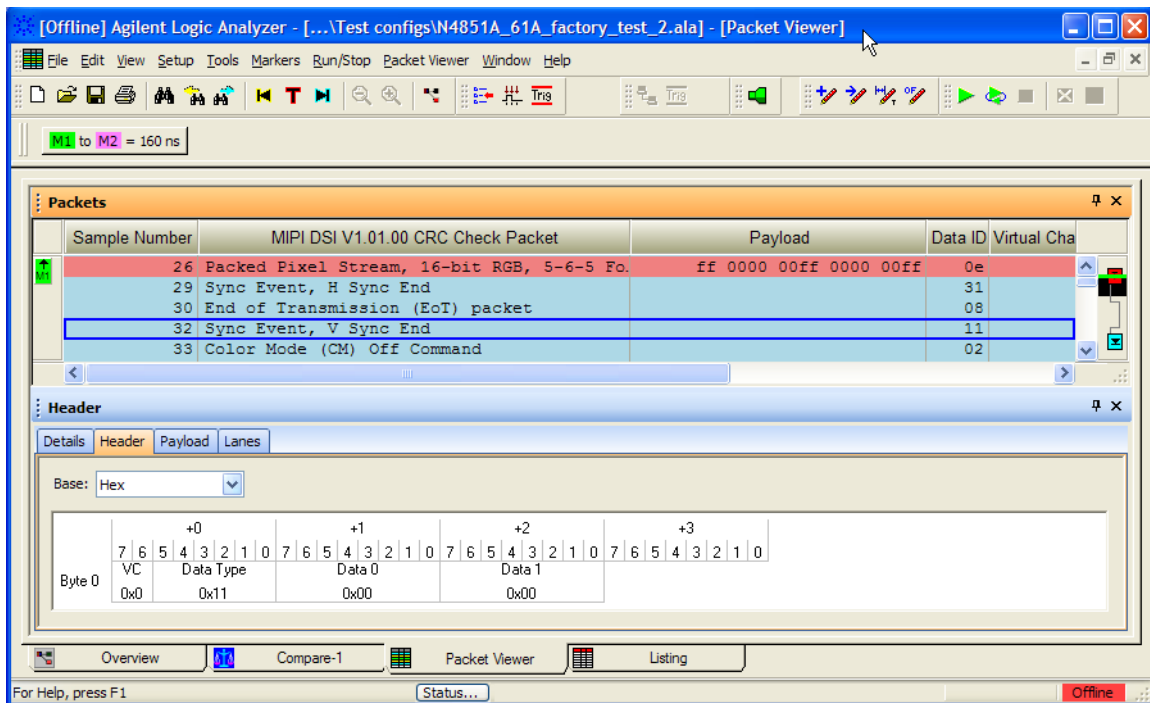 [Offline] Agilent Logic Analyzer - [...\Test configs\N4851A_61A_factory_test_2.ala] - [Packet Viewer]
File Edit View Setup Tools Markers Run/Stop Packet Viewer Window Help
T Trig Trig
M1 to M2 = 160 ns
Packets
Sample Number MIPI DSI V1.01.00 CRC Check Packet Payload Data ID Virtual Cha
M1 26 Packed Pixel Stream, 16-bit RGB, 5-6-5 Fo. ff 0000 00ff 0000 00ff 0e
29 Sync Event, H Sync End 31
30 End of Transmission (EoT) packet 08
32 Sync Event, V Sync End 11
33 Color Mode (CM) Off Command 02
Header
Details Header Payload Lanes
Base: Hex
+0 +1 +2 +3
7 6 5 4 3 2 1 0 7 6 5 4 3 2 1 0 7 6 5 4 3 2 1 0 7 6 5 4 3 2 1 0
VC Data Type Data 0 Data 1
Byte 0
0x0 0x11 0x00 0x00
Overview Compare-1 Packet Viewer Listing
For Help, press F1 Status... Offline